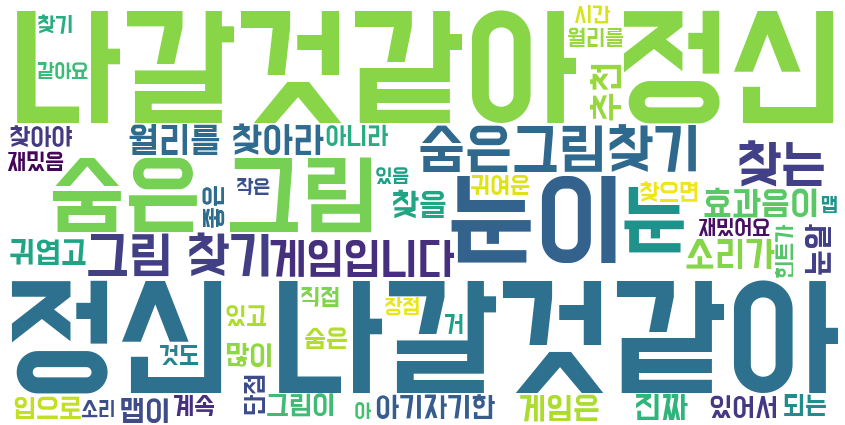 찾기
시간
나갈것같아 정신
월리를
같아요
추천
찾아야
월리를 찾아라
아니라
숨은그림찾기
찾는
재밌음
숨은 그림
있음
작은
귀여운
찾으면
좋은
찾을
눈이
눈
효과음이
맵
귀엽고
그림 찾기
게임입니다
재밌어요
소리가
힌트가
눈알
정신 나갈것같아
직접
장점
있고
숨은
거
것도
많이
단점
입으로
소리
맵이
계속
그림이
아
아기자기한
게임은
진짜
있어서
되는